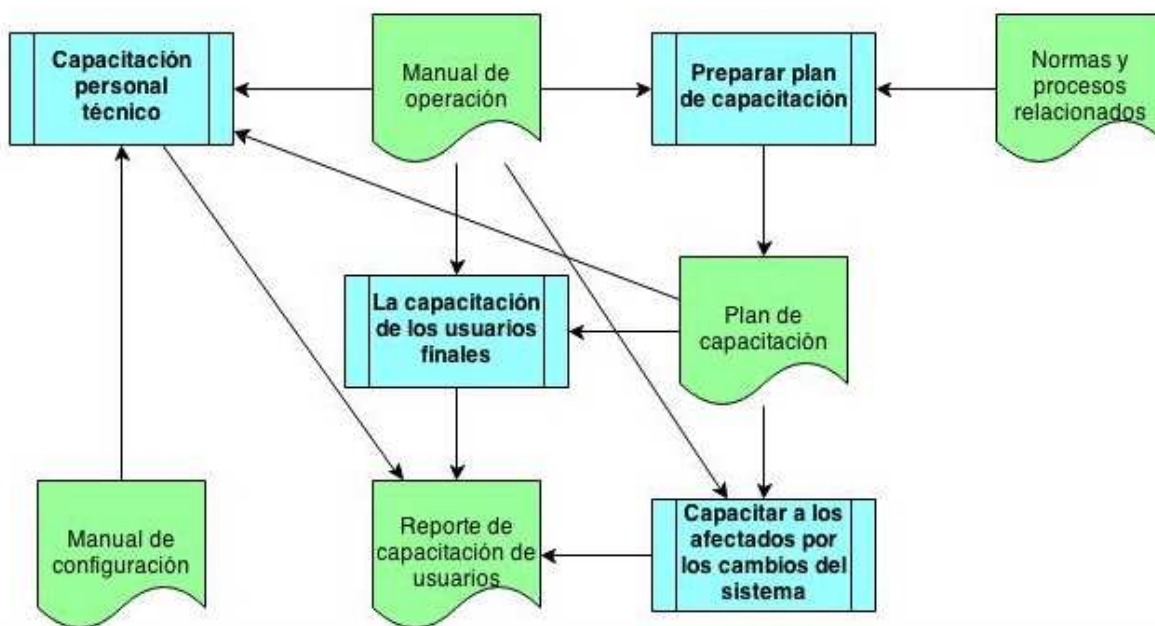 Capacitación
personal
técnico
Manual de
operación
Preparar plan
de capacitación
Normas y
procesos
relacionados
La capacitación
de los usuarios
finales
Plan de
capacitación
Manual de
configuración
Reporte de
capacitación de
usuarios
Capacitar a los
afectados por
los cambios del
sistema